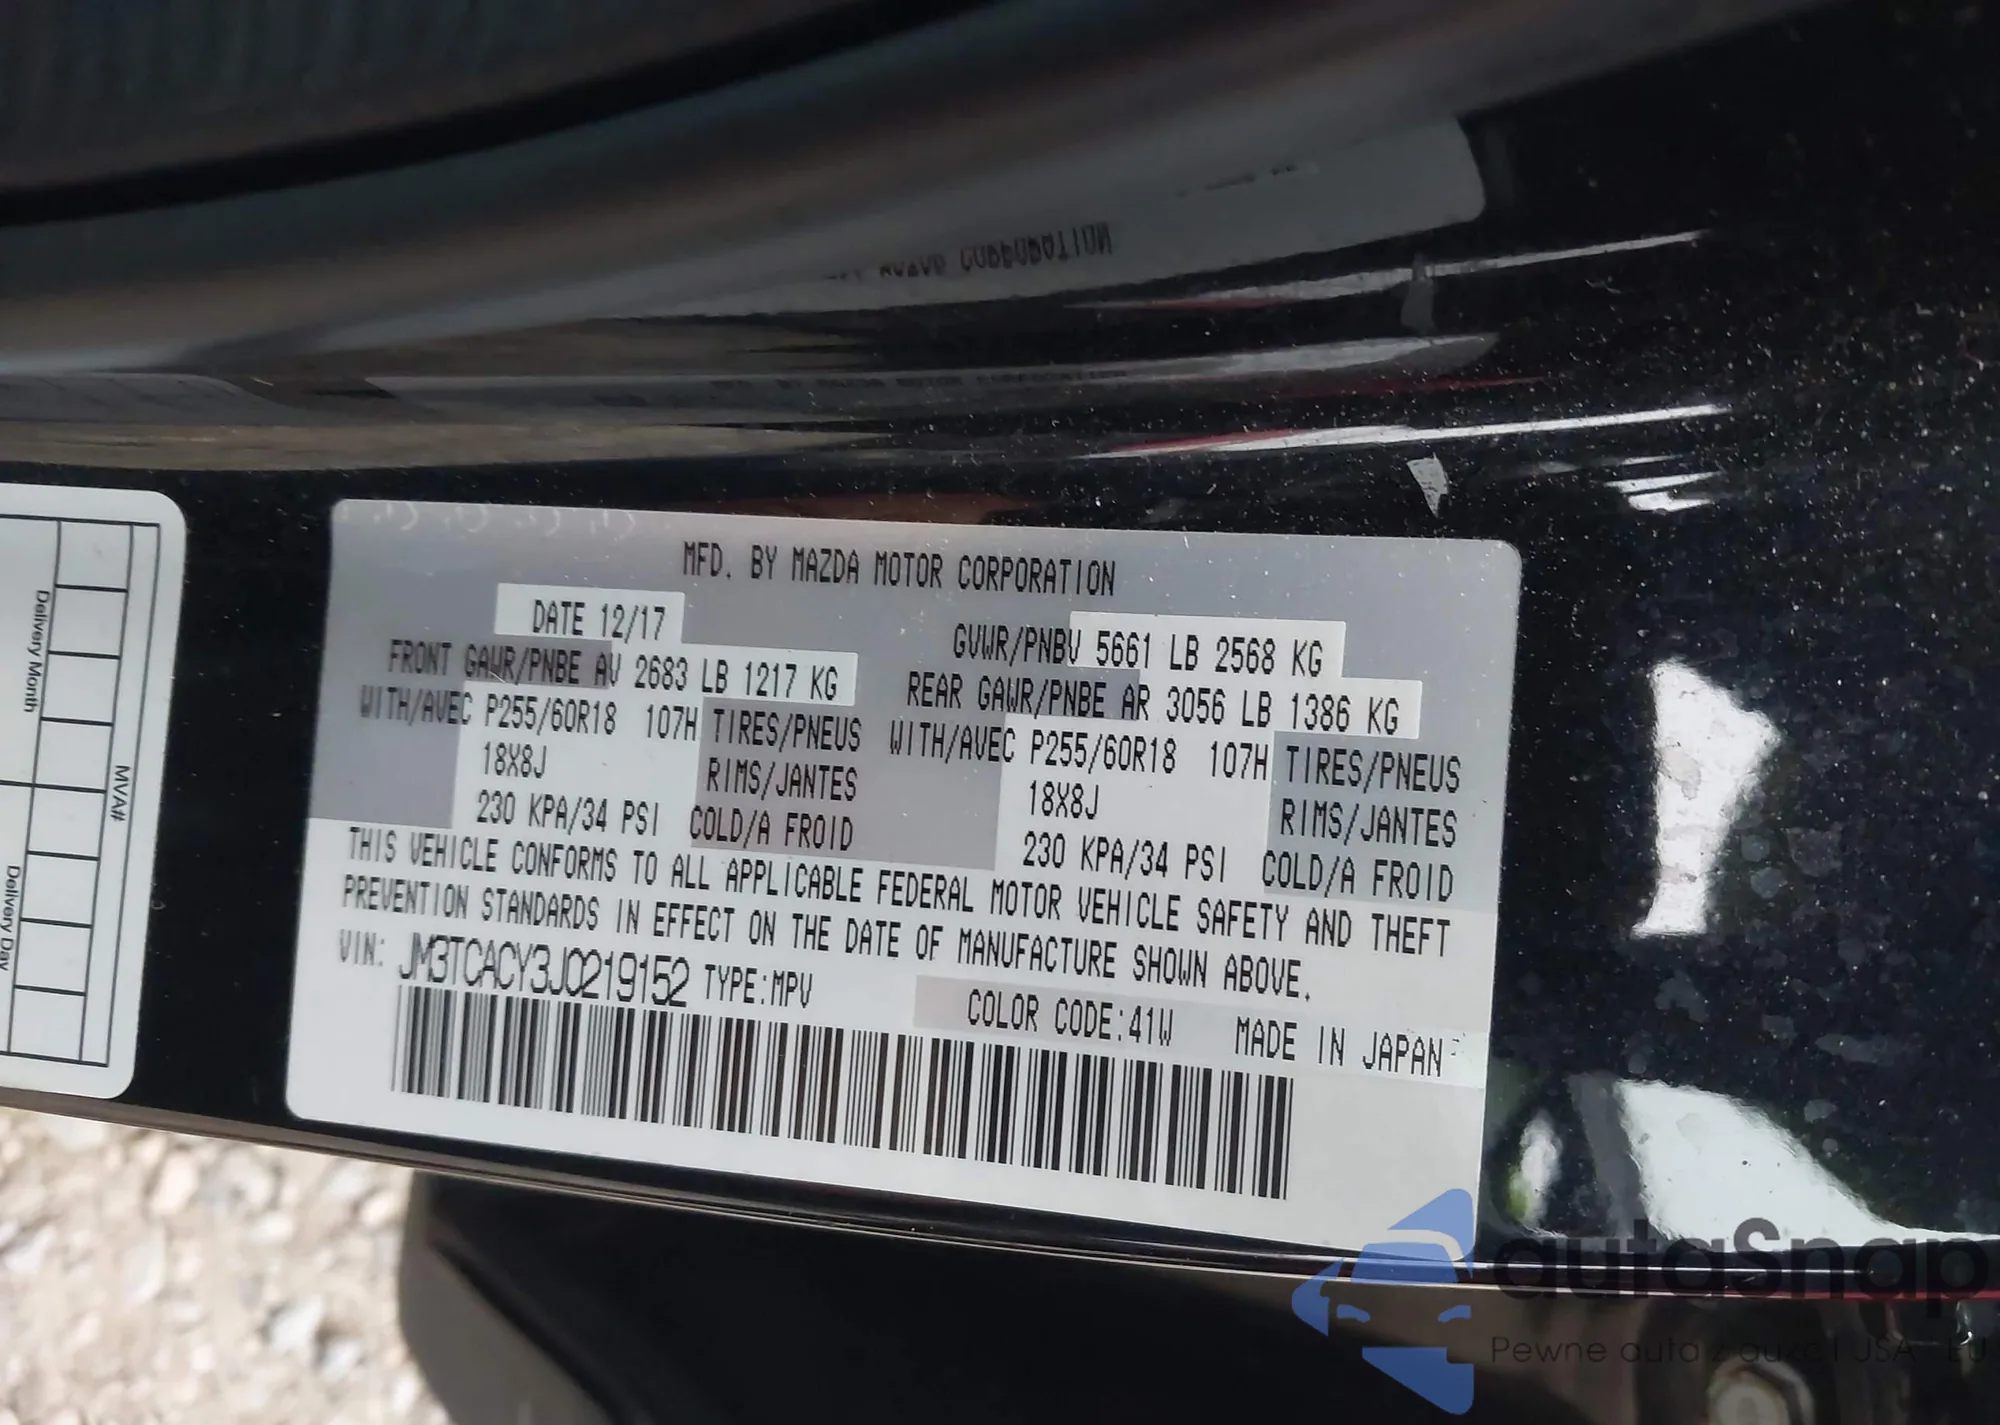 MFD. BY MAZDA MOTOR CORPORATION
DATE 12/17
GVWR/PNBV 5661 LB 2568 KG
FRONT GAWR/PNBE AV 2683 LB 1217 KG
REAR GAWR/PNBE AR 3056 LB 1386 KG
WITH/AVEC P255/60R18 107H TIRES/PNEUS
WITH/AVEC P255/60R18 107H TIRES/PNEUS
18X8J RIMS/JANTES
18X8J RIMS/JANTES
230 KPA/34 PSI COLD/A FROID
230 KPA/34 PSI COLD/A FROID
THIS VEHICLE CONFORMS TO ALL APPLICABLE FEDERAL MOTOR VEHICLE SAFETY AND THEFT
PREVENTION STANDARDS IN EFFECT ON THE DATE OF MANUFACTURE SHOWN ABOVE.
VIN: JM3TCACY3J0219152 TYPE:MPV
COLOR CODE:41W MADE IN JAPAN
MVA#
Delivery Month
Delivery Day
autaSnap
Pewne auta z USA